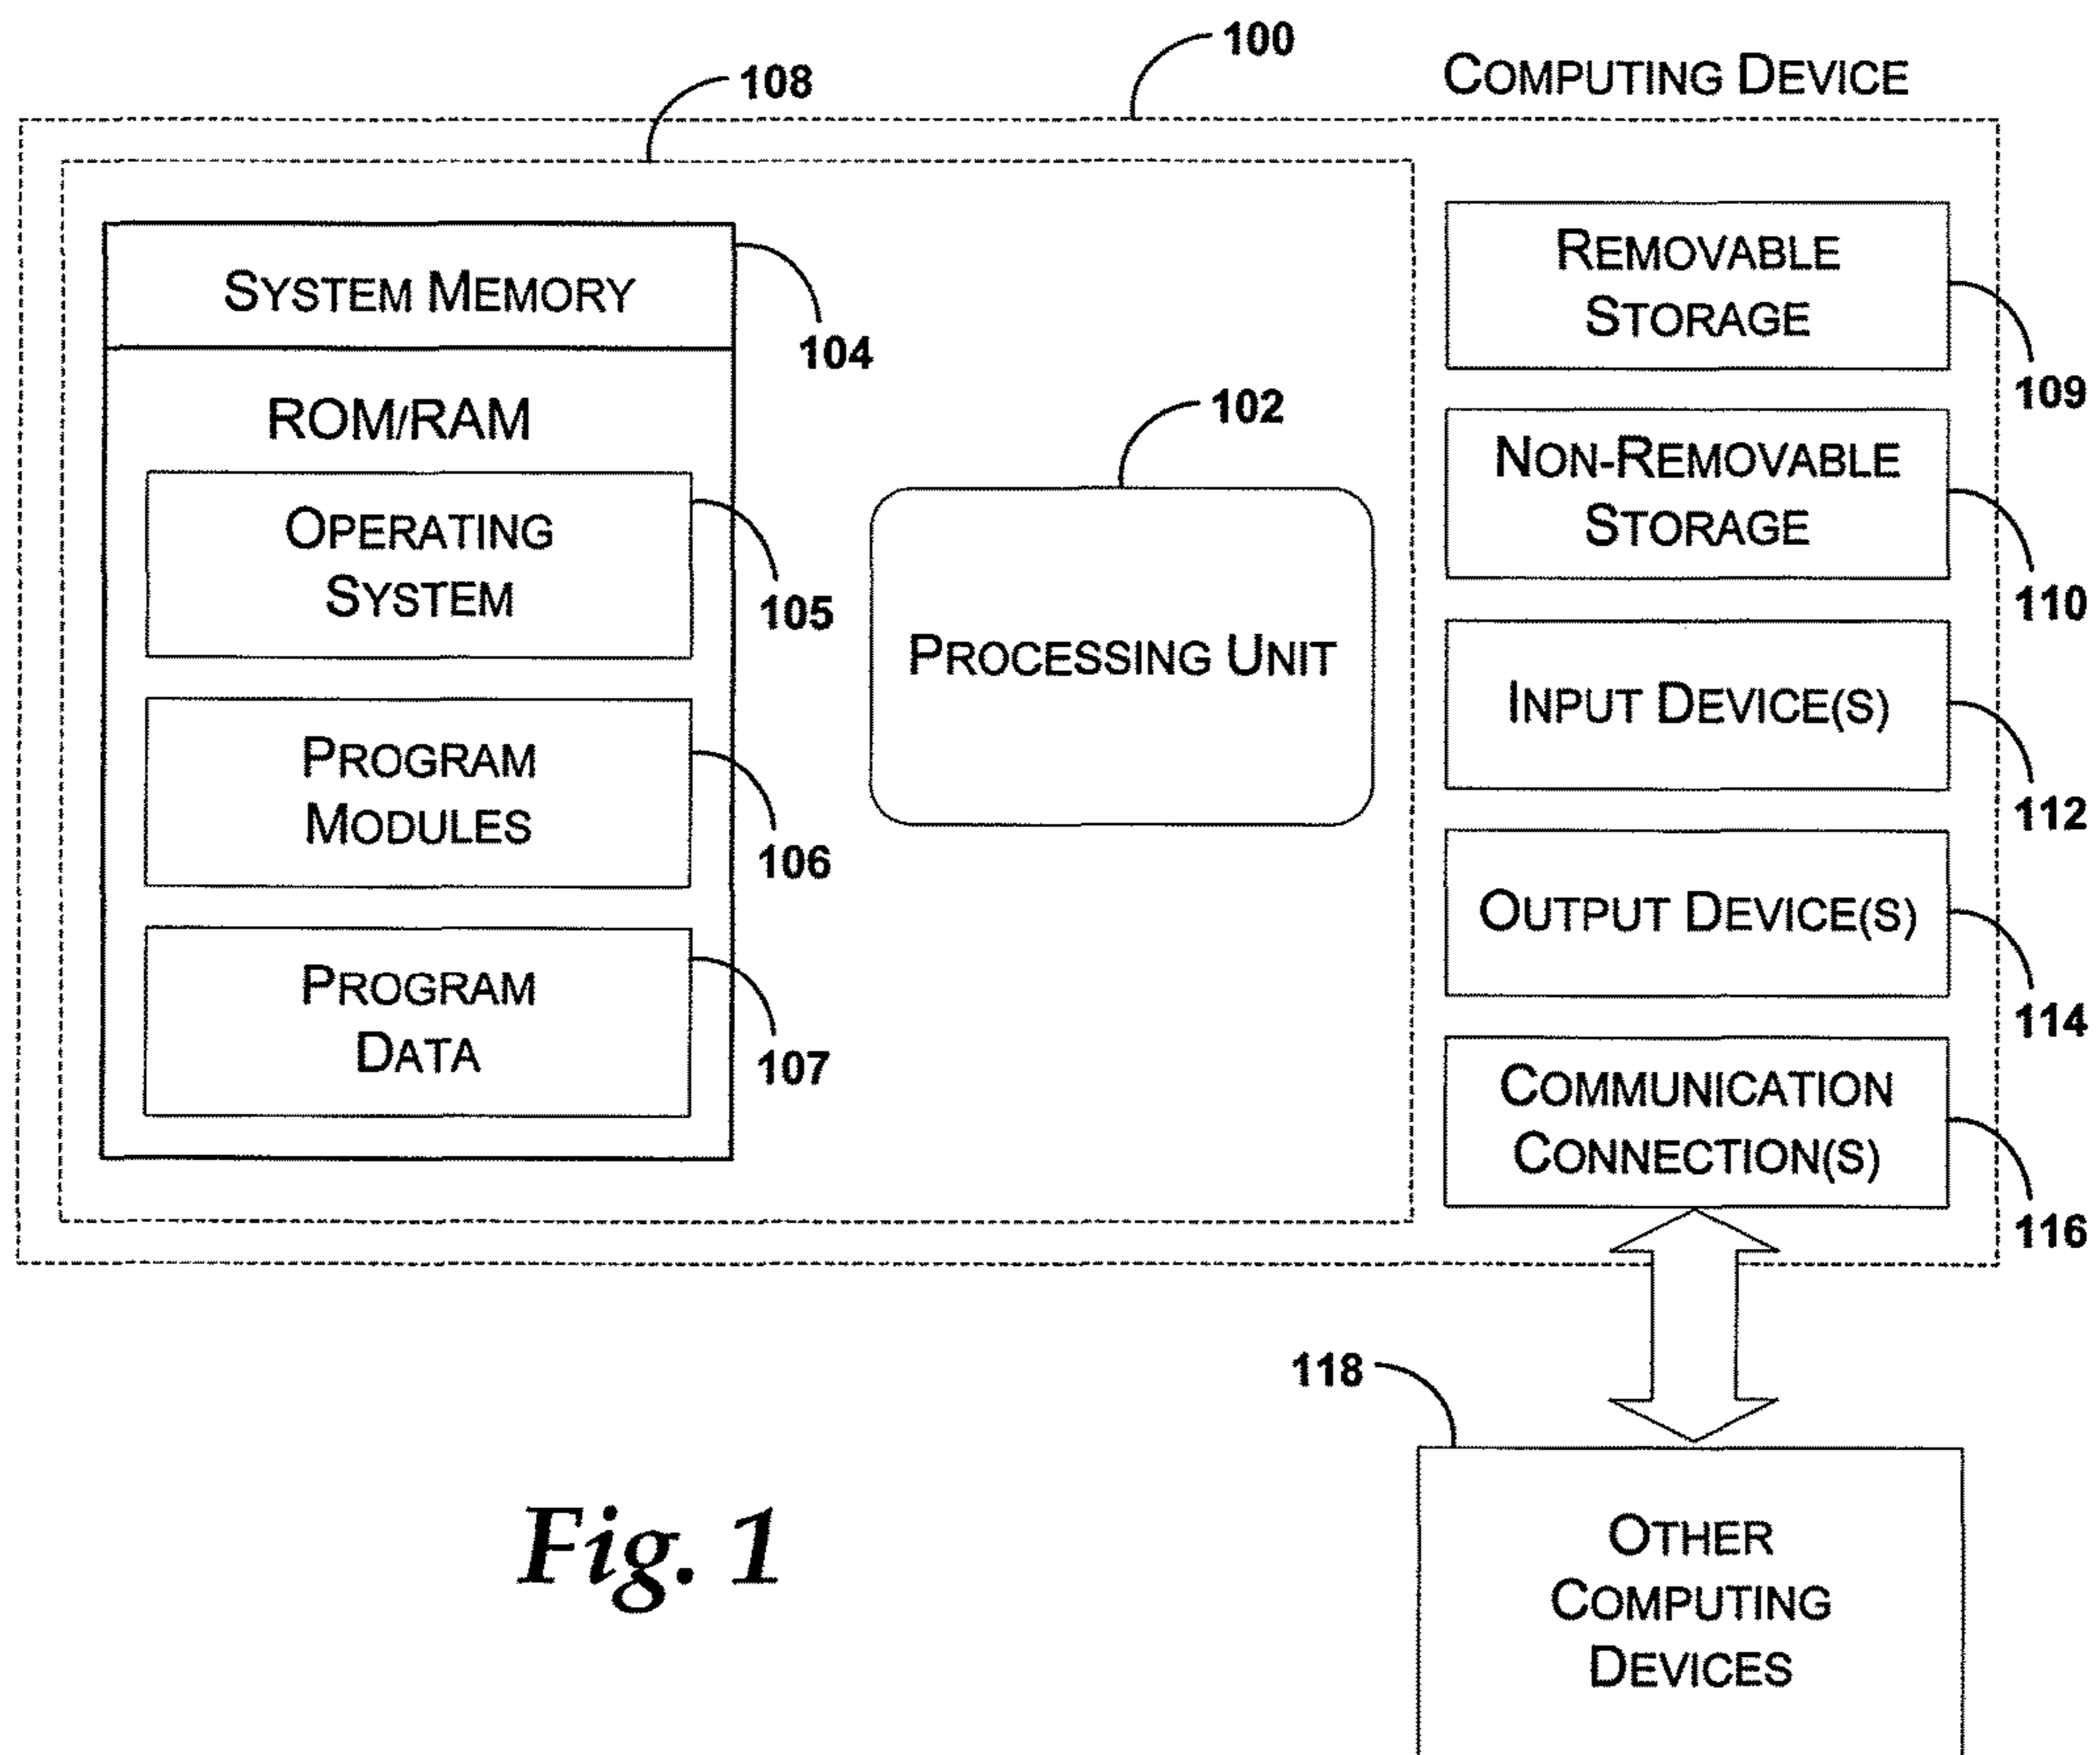 100
COMPUTING DEVICE
108
SYSTEM MEMORY
104
ROM/RAM
OPERATING
SYSTEM
105
PROGRAM
MODULES
106
PROGRAM
DATA
107
102
PROCESSING UNIT
REMOVABLE
STORAGE
109
NON-REMOVABLE
STORAGE
110
INPUT DEVICE(S)
112
OUTPUT DEVICE(S)
114
COMMUNICATION
CONNECTION(S)
116
118
OTHER
COMPUTING
DEVICES
Fig. 1